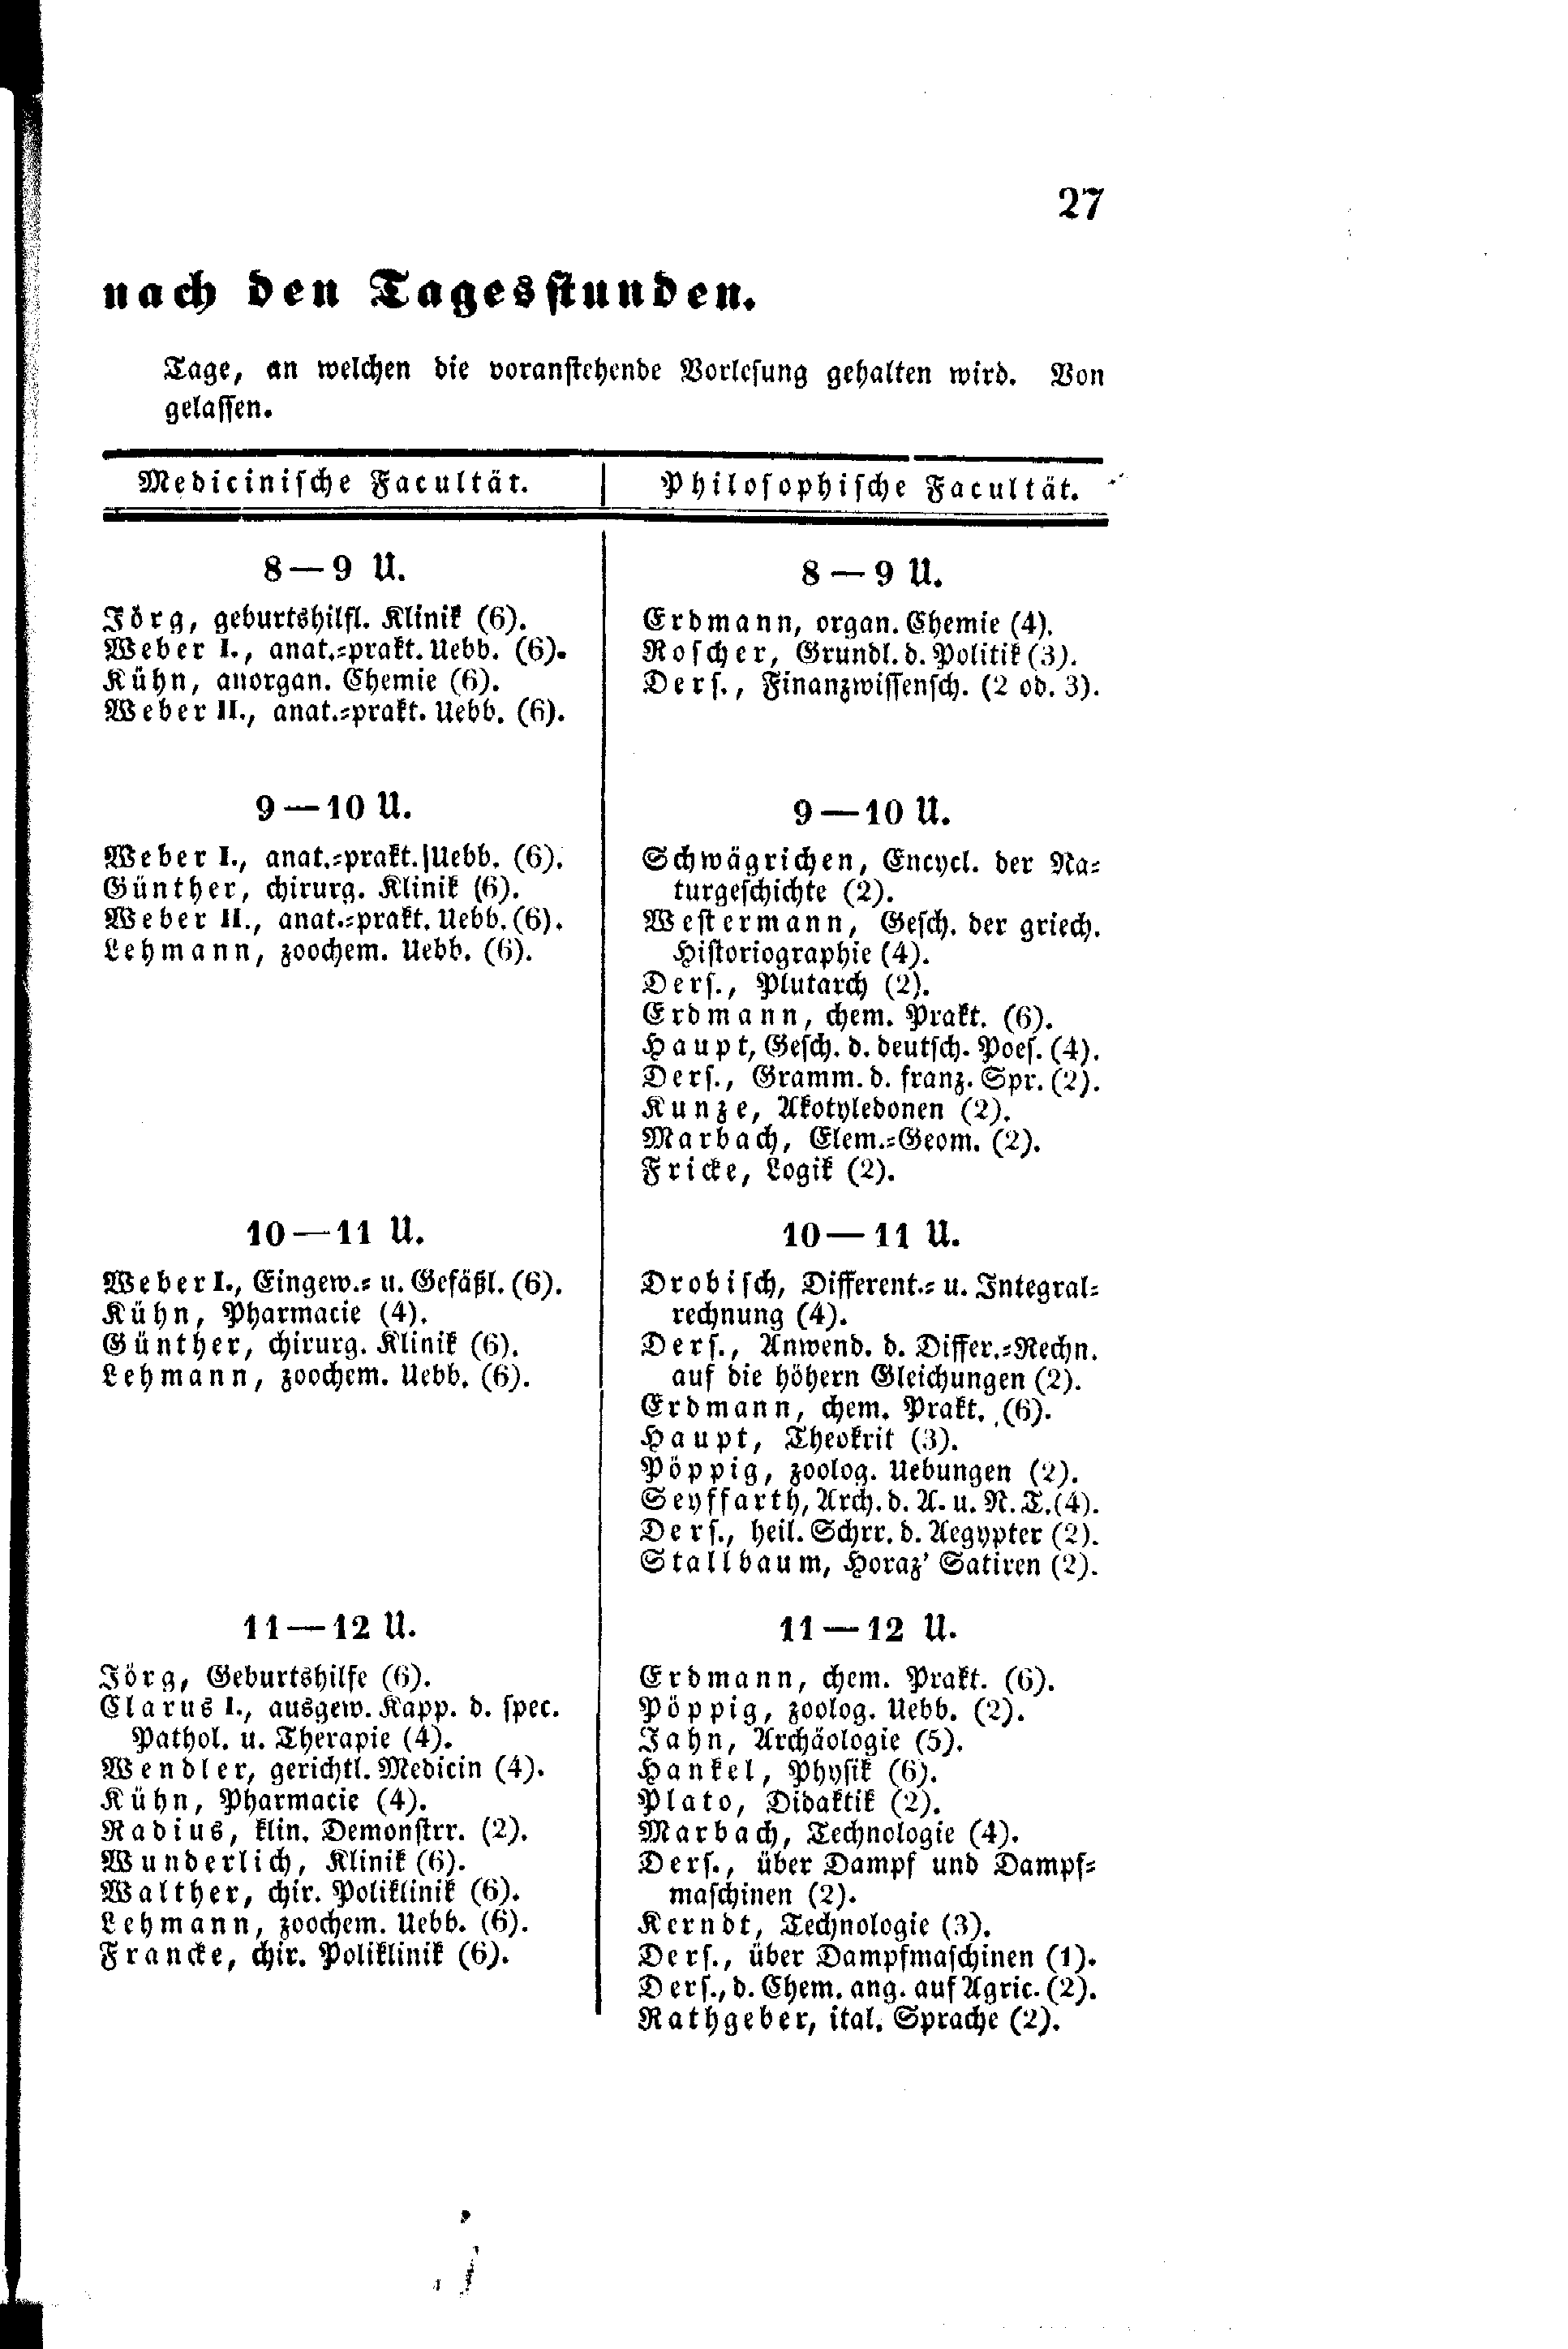 27
nach den Tagesstunden.
Tage, an welchen die voranstehende Vorlesung gehalten wird. Von
gelassen.
Medicinische Facultät.
8—9 U.
Jörg, geburtshilfl. Klinik (6).
Weber I., anat.-prakt. Uebb. (6).
Kühn, anorgan. Chemie (6).
Weber II., anat.-prakt. Uebb. (6).
9—10 U.
Weber I., anat.-prakt. Uebb. (6).
Günther, chirurg. Klinik (6).
Weber II., anat.-prakt. Uebb. (6).
Lehmann, zoochem. Uebb. (6).
10—11 U.
Weber I., Eingew.- u. Gefäßl. (6).
Kühn, Pharmacie (4).
Günther, chirurg. Klinik (6).
Lehmann, zoochem. Uebb. (6).
11—12 U.
Jörg, Geburtshilfe (6).
Clarus I., ausgew. Kapp. d. spec.
Pathol. u. Therapie (4).
Wendler, gerichtl. Medicin (4).
Kühn, Pharmacie (4).
Radius, klin. Demonstrr. (2).
Wunderlich, Klinik (6).
Walther, chir. Poliklinik (6).
Lehmann, zoochem. Uebb. (6).
Francke, chir. Poliklinik (6).
Philosophische Facultät.
8—9 U.
Erdmann, organ. Chemie (4).
Roscher, Grundl. d. Politik (3).
Ders., Finanzwissensch. (2 od. 3).
9—10 U.
Schwägrichen, Encycl. der Na-
turgeschichte (2).
Westermann, Gesch. der griech.
Historiographie (4).
Ders., Plutarch (2).
Erdmann, chem. Prakt. (6).
Haupt, Gesch. d. deutsch. Poes. (4).
Ders., Gramm. d. franz. Spr. (2).
Kunze, Akotyledonen (2).
Marbach, Elem.-Geom. (2).
Fricke, Logik (2).
10—11 U.
Drobisch, Different.- u. Integral-
rechnung (4).
Ders., Anwend. d. Differ.-Rechn.
auf die höhern Gleichungen (2).
Erdmann, chem. Prakt. (6).
Haupt, Theokrit (3).
Pöppig, zoolog. Uebungen (2).
Seyffarth, Arch. d. A. u. N. T. (4).
Ders., heil. Schrr. d. Aegypter (2).
Stallbaum, Horaz' Satiren (2).
11—12 U.
Erdmann, chem. Prakt. (6).
Pöppig, zoolog. Uebb. (2).
Jahn, Archäologie (5).
Hankel, Physik (6).
Plato, Didaktik (2).
Marbach, Technologie (4).
Ders., über Dampf und Dampf-
maschinen (2).
Kerndt, Technologie (3).
Ders., über Dampfmaschinen (1).
Ders., d. Chem. ang. auf Agric. (2).
Rathgeber, ital. Sprache (2).